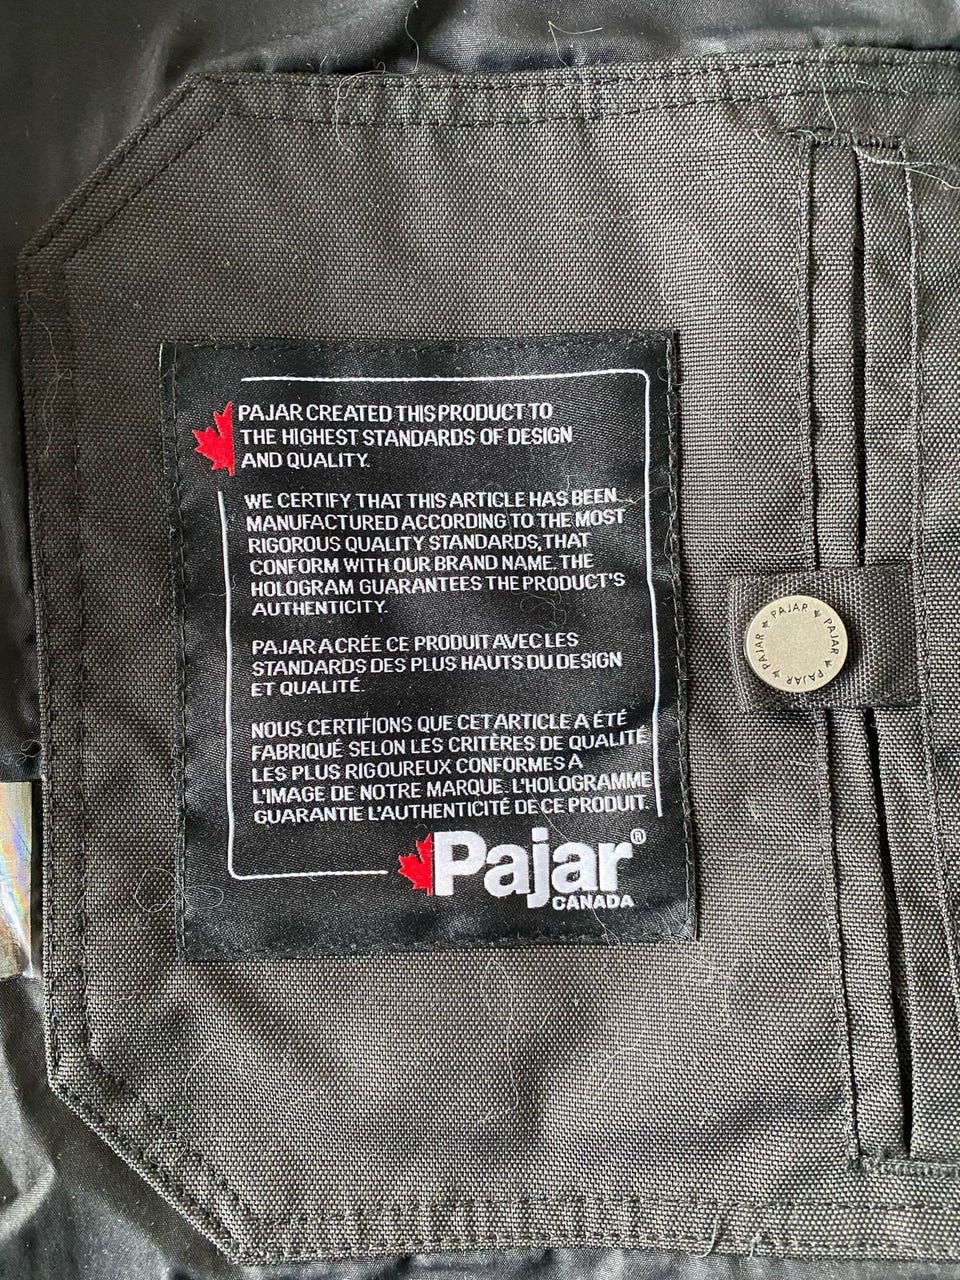 PAJAR CREATED THIS PRODUCT TO
THE HIGHEST STANDARDS OF DESIGN
AND QUALITY.
WE CERTIFY THAT THIS ARTICLE HAS BEEN
MANUFACTURED ACCORDING TO THE MOST
RIGOROUS QUALITY STANDARDS, THAT
CONFORM WITH OUR BRAND NAME. THE
HOLOGRAM GUARANTEES THE PRODUCT'S
AUTHENTICITY.
PAJAR A CRÉE CE PRODUIT AVEC LES
STANDARDS DES PLUS HAUTS DU DESIGN
ET QUALITÉ.
NOUS CERTIFIONS QUE CET ARTICLE A ÉTÉ
FABRIQUÉ SELON LES CRITÈRES DE QUALITÉ
LES PLUS RIGOUREUX CONFORMES A
L'IMAGE DE NOTRE MARQUE. L'HOLOGRAMME
GUARANTIE L'AUTHENTICITÉ DE CE PRODUIT.
Pajar®
CANADA
PAJAR PAJAR PAJAR PAJAR